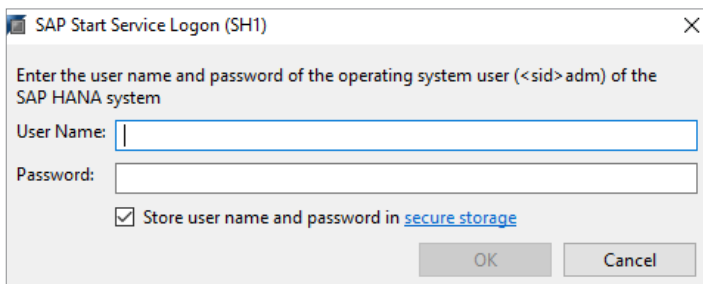 SAP Start Service Logon (SH1)
Enter the user name and password of the operating system user (<sid>adm) of the
SAP HANA system
User Name:
Password:
Store user name and password in secure storage
OK Cancel